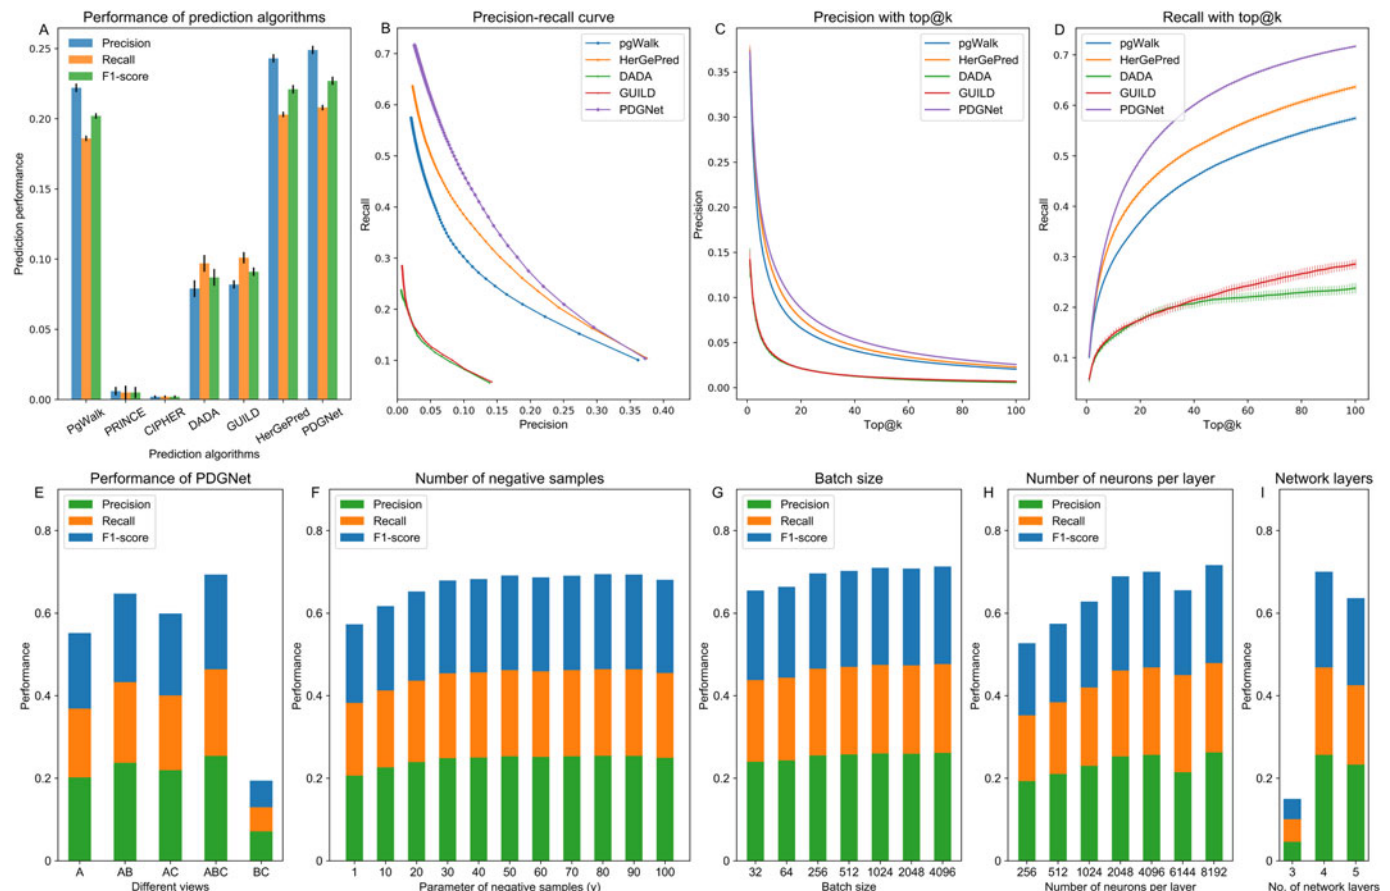 A
Performance of prediction algorithms
Precision
Recall
F1-score
0.25
0.20
0.15
0.10
0.05
0.00
Prediction performance
PgWalk
PRINCE
CIPHER
DADA
GUILD
HerGePred
PDGNet
Prediction algorithms
B
Precision-recall curve
pgWalk
HerGePred
DADA
GUILD
PDGNet
0.7
0.6
0.5
0.4
0.3
0.2
0.1
Recall
0.00 0.05 0.10 0.15 0.20 0.25 0.30 0.35 0.40
Precision
C
Precision with top@k
pgWalk
HerGePred
DADA
GUILD
PDGNet
0.35
0.30
0.25
0.20
0.15
0.10
0.05
0.00
Precision
0 20 40 60 80 100
Top@k
D
Recall with top@k
pgWalk
HerGePred
DADA
GUILD
PDGNet
0.7
0.6
0.5
0.4
0.3
0.2
0.1
Recall
0 20 40 60 80 100
Top@k
E
Performance of PDGNet
Precision
Recall
F1-score
0.8
0.6
0.4
0.2
0
Performance
A AB AC ABC BC
Different views
F
Number of negative samples
Precision
Recall
F1-score
0.8
0.6
0.4
0.2
0
Performance
1 10 20 30 40 50 60 70 80 90 100
Parameter of negative samples (γ)
G
Batch size
Precision
Recall
F1-score
0.8
0.6
0.4
0.2
0
Performance
32 64 256 512 1024 2048 4096
Batch size
H
Number of neurons per layer
Precision
Recall
F1-score
0.8
0.6
0.4
0.2
0
Performance
256 512 1024 2048 4096 6144 8192
Number of neurons per layer
I
Network layers
0.8
0.6
0.4
0.2
0
Performance
3 4 5
No. of network layers